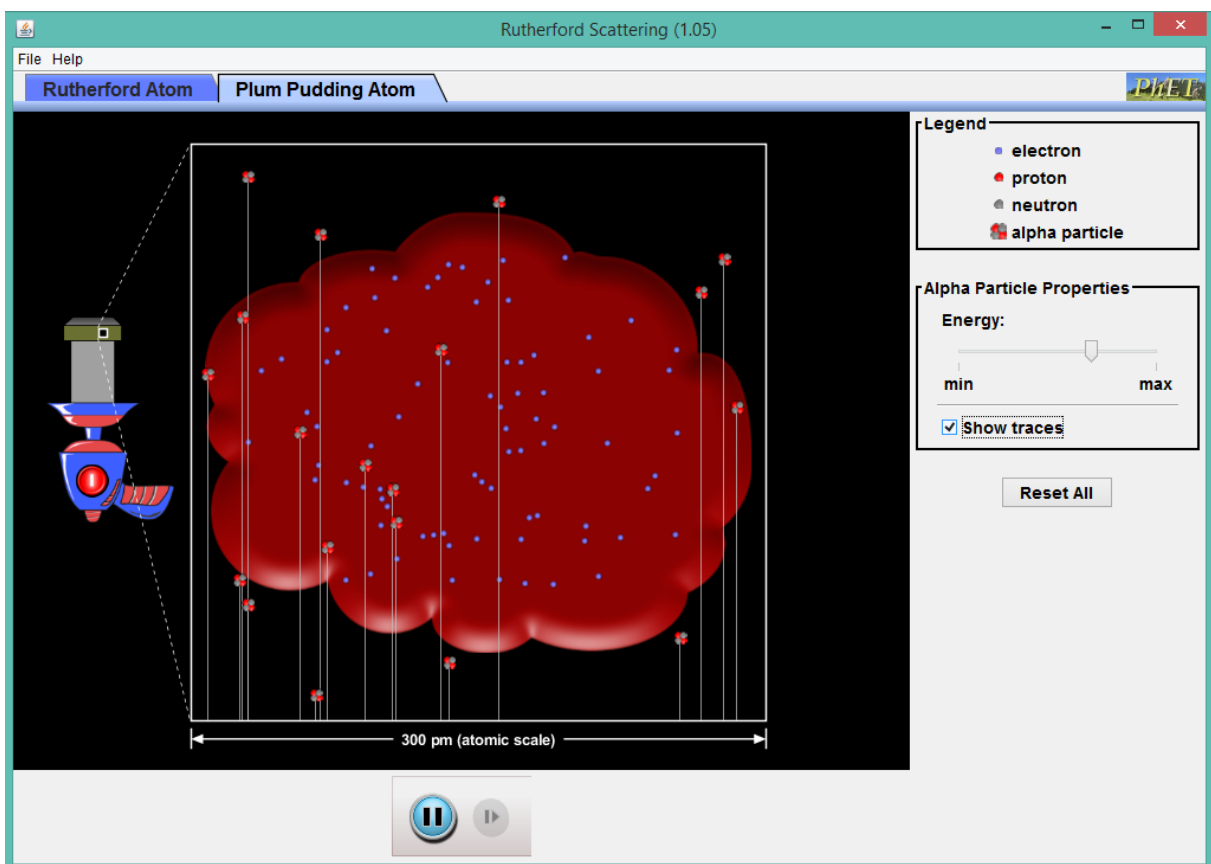 Rutherford Scattering (1.05)
File Help
Rutherford Atom Plum Pudding Atom
PhET
Legend
electron
proton
neutron
alpha particle
Alpha Particle Properties
Energy:
min max
Show traces
Reset All
300 pm (atomic scale)